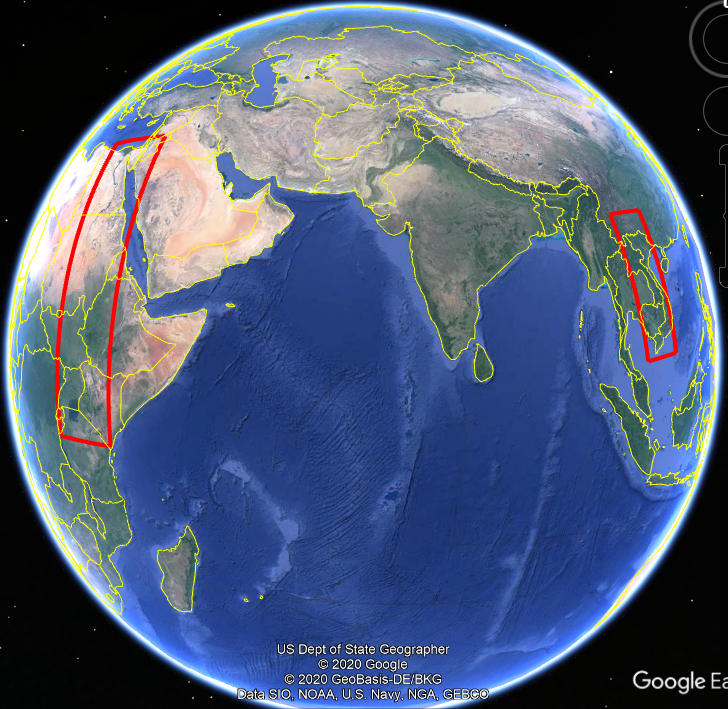 US Dept of State Geographer
© 2020 Google
© 2020 GeoBasis-DE/BKG
Data SIO, NOAA, U.S. Navy, NGA, GEBCO
Google Ea